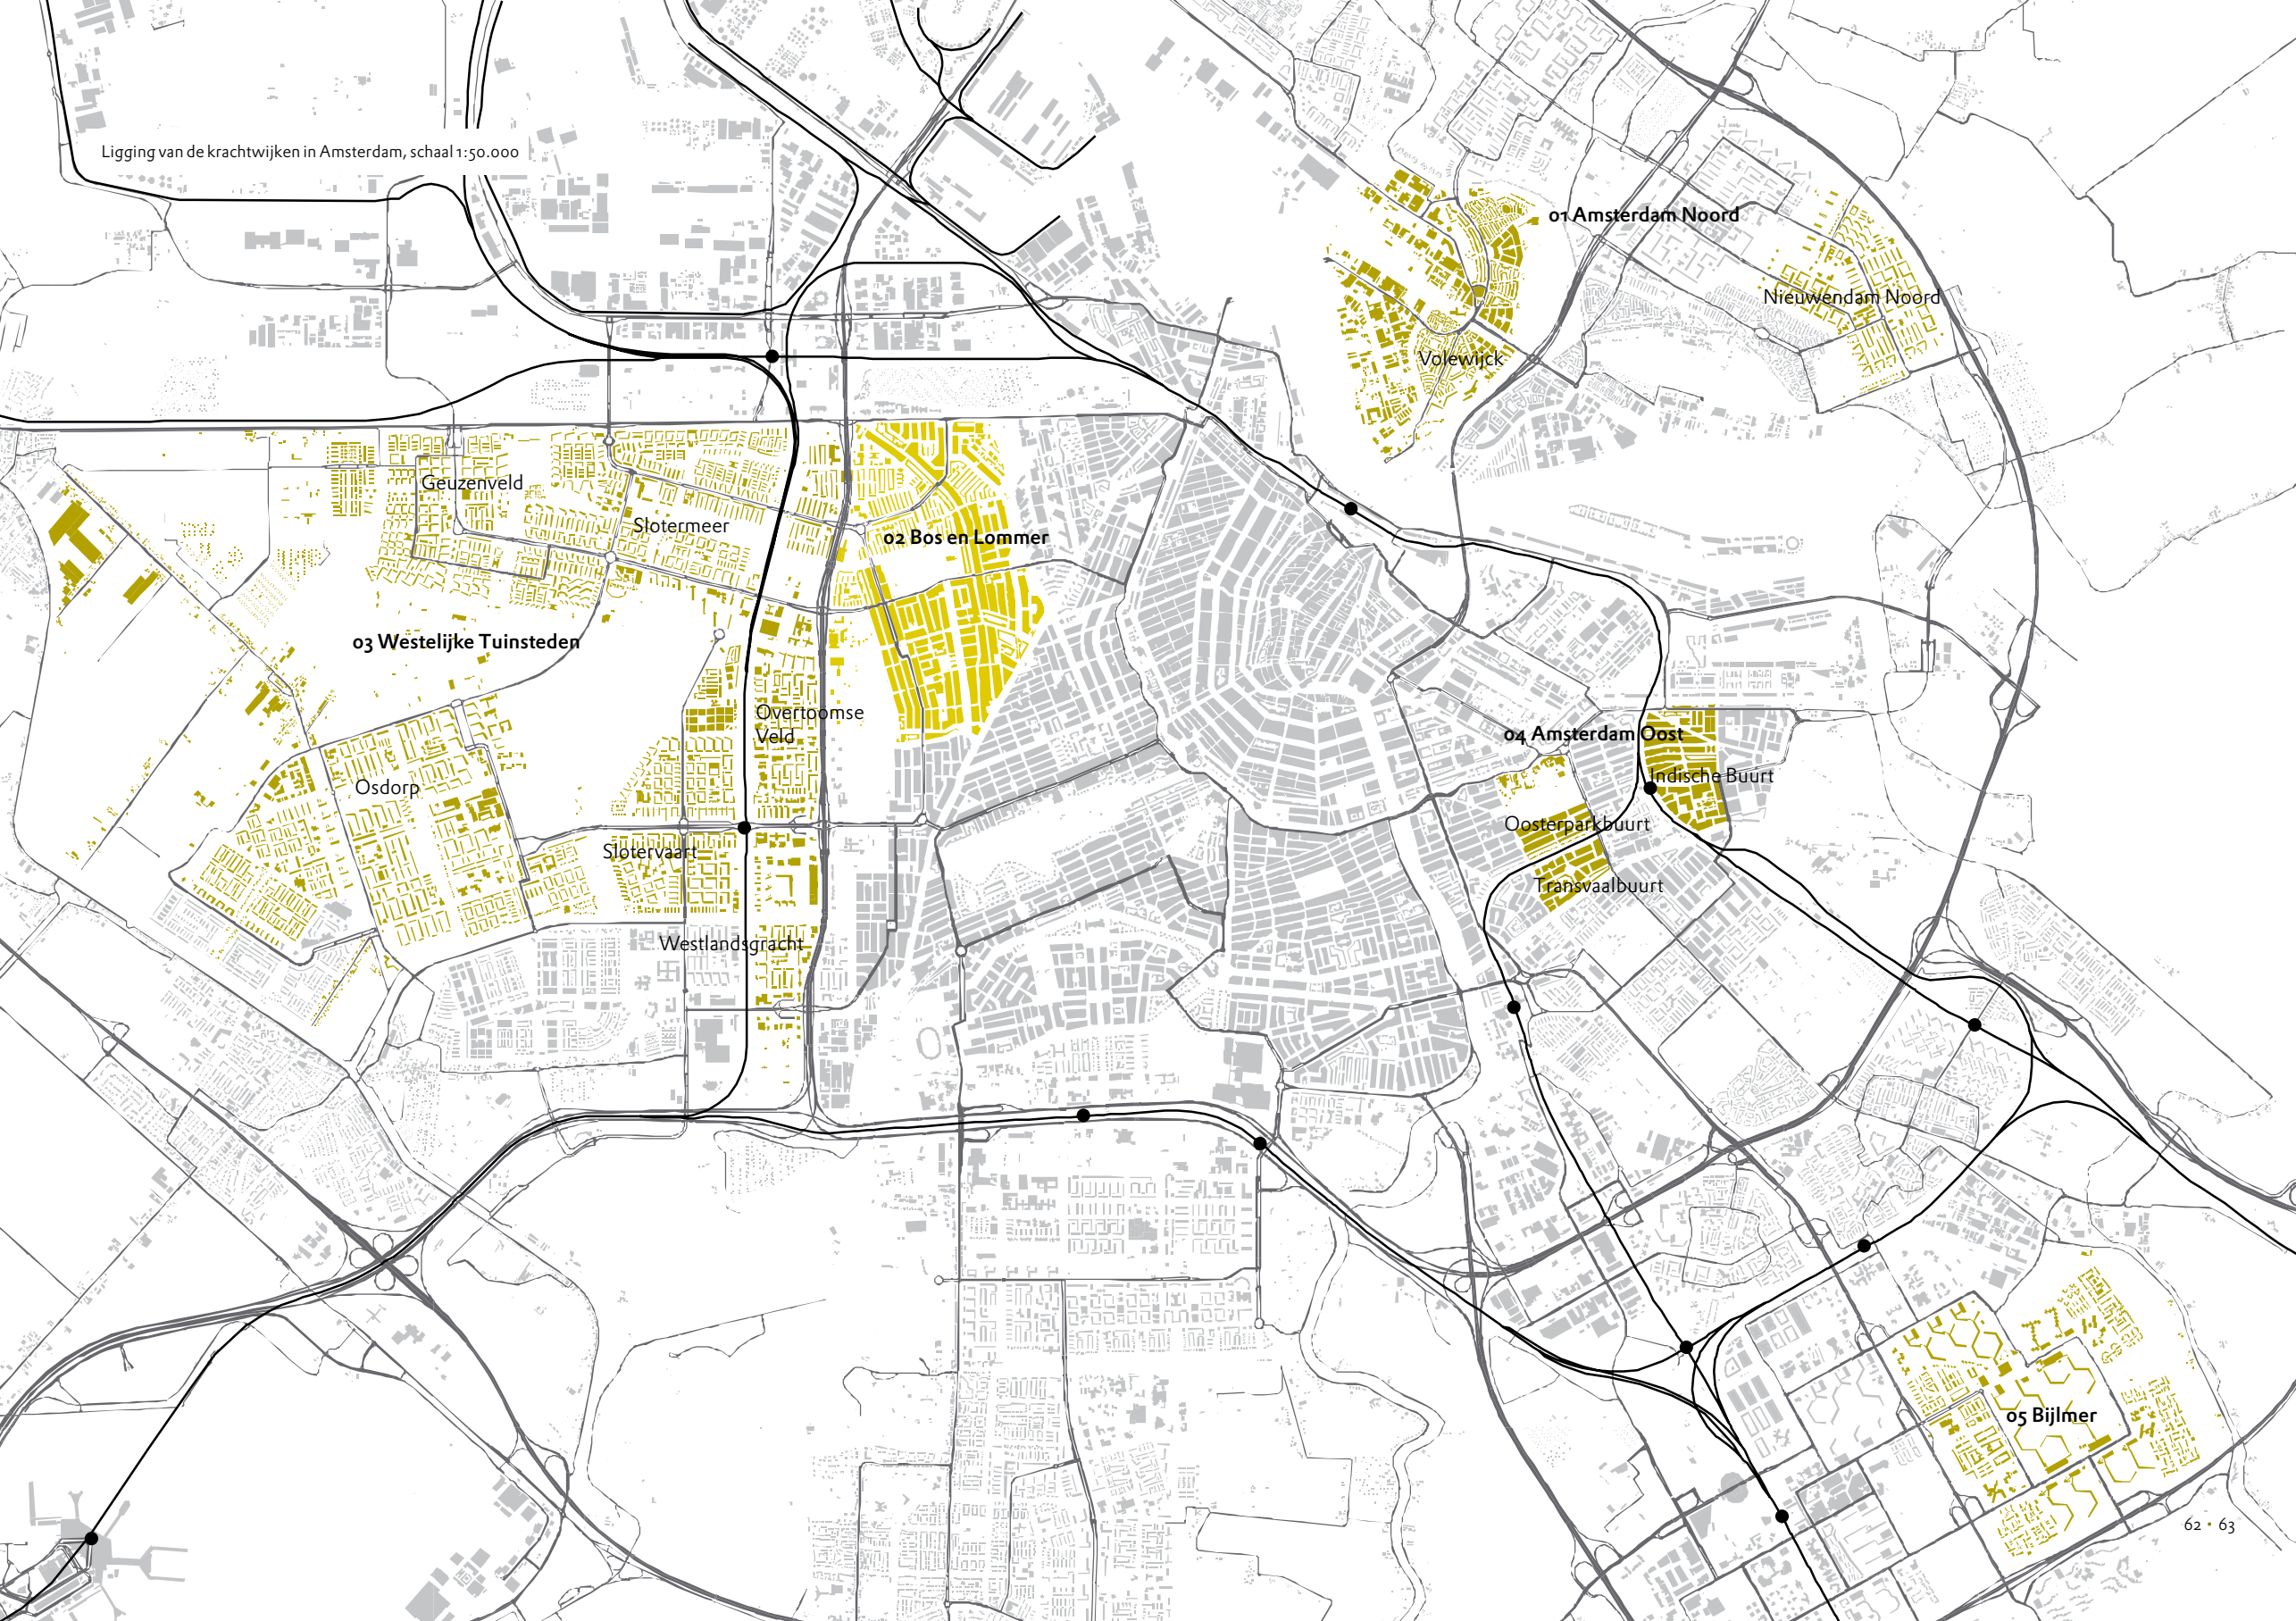 Ligging van de krachtwijken in Amsterdam, schaal 1:50.000
01 Amsterdam Noord
Nieuwendam Noord
Volewijck
Geuzenveld
Slotermeer
02 Bos en Lommer
03 Westelijke Tuinsteden
Overtoomse
Veld
04 Amsterdam Oost
Indische Buurt
Osdorp
Oosterparkbuurt
Slotervaart
Transvaalbuurt
Westlandsgracht
05 Bijlmer
62 • 63